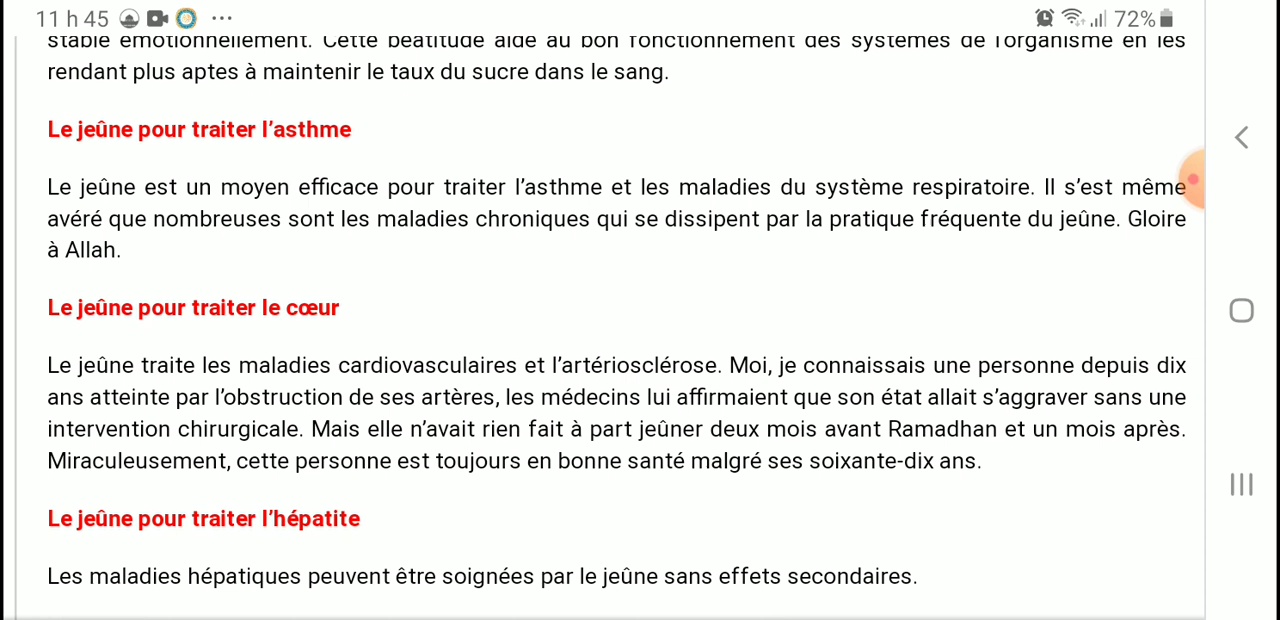 11 h 45
72%
stable émotionnellement. Cette béatitude aide au bon fonctionnement des systèmes de l'organisme en les
rendant plus aptes à maintenir le taux du sucre dans le sang.
Le jeûne pour traiter l’asthme
Le jeûne est un moyen efficace pour traiter l’asthme et les maladies du système respiratoire. Il s’est même
avéré que nombreuses sont les maladies chroniques qui se dissipent par la pratique fréquente du jeûne. Gloire
à Allah.
Le jeûne pour traiter le cœur
Le jeûne traite les maladies cardiovasculaires et l’artériosclérose. Moi, je connaissais une personne depuis dix
ans atteinte par l’obstruction de ses artères, les médecins lui affirmaient que son état allait s’aggraver sans une
intervention chirurgicale. Mais elle n’avait rien fait à part jeûner deux mois avant Ramadhan et un mois après.
Miraculeusement, cette personne est toujours en bonne santé malgré ses soixante-dix ans.
Le jeûne pour traiter l’hépatite
Les maladies hépatiques peuvent être soignées par le jeûne sans effets secondaires.